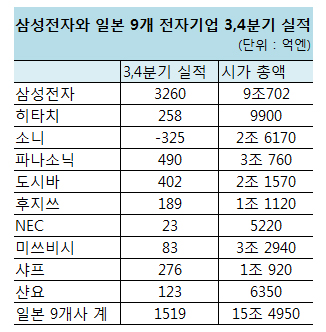 삼성전자와 일본 9개 전자기업 3,4분기 실적
(단위 : 억엔)
3,4분기 실적 시가 총액
삼성전자 3260 9조702
히타치 258 9900
소니 -325 2조 6170
파나소닉 490 3조 760
도시바 402 2조 1570
후지쯔 189 1조 1120
NEC 23 5220
미쓰비시 83 3조 2940
샤프 276 1조 920
샨요 123 6350
일본 9개사 계 1519 15조 4950